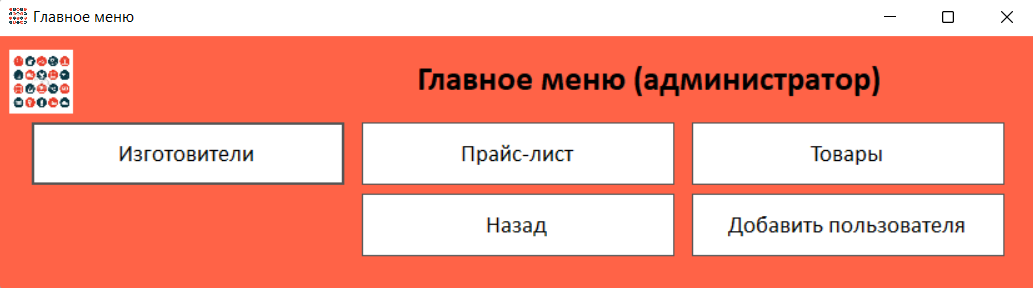 Главное меню
Главное меню (администратор)
Изготовители
Прайс-лист
Товары
Назад
Добавить пользователя